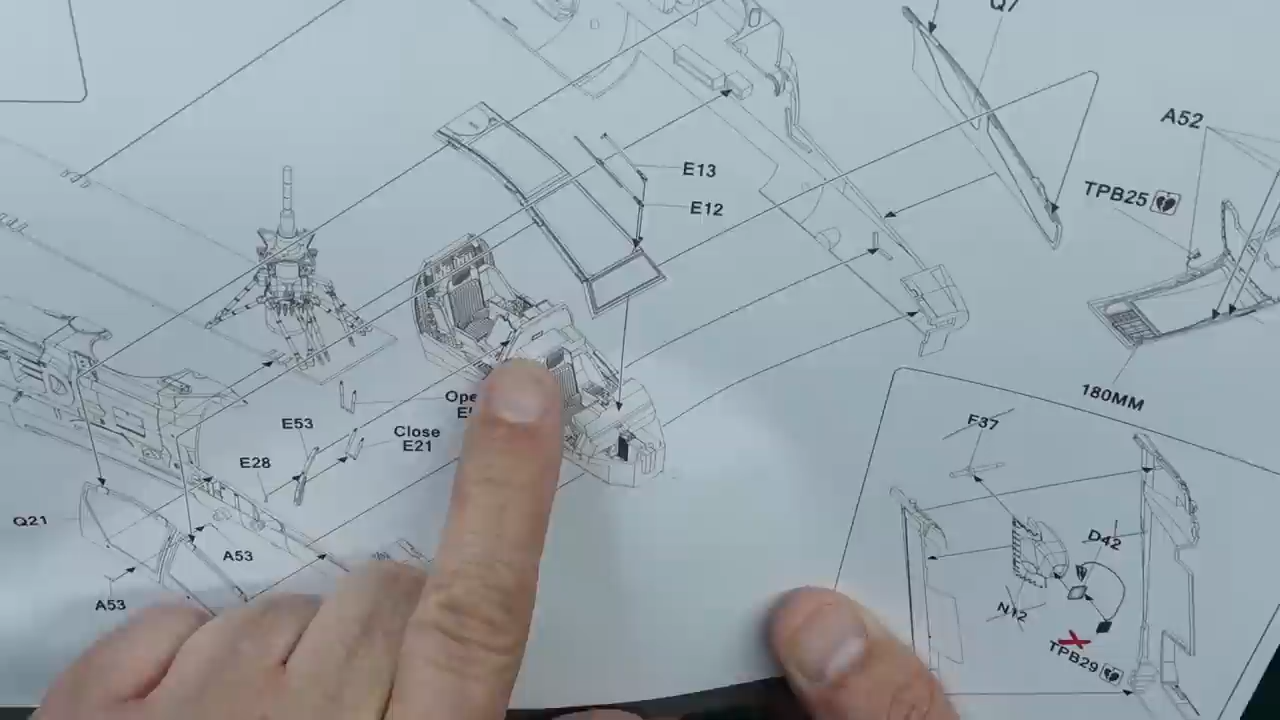 Q7
A52
E13
TPB25
E12
180MM
F37
E53
Close
E21
E28
Q21
A53
D42
A53
N12
TPB29